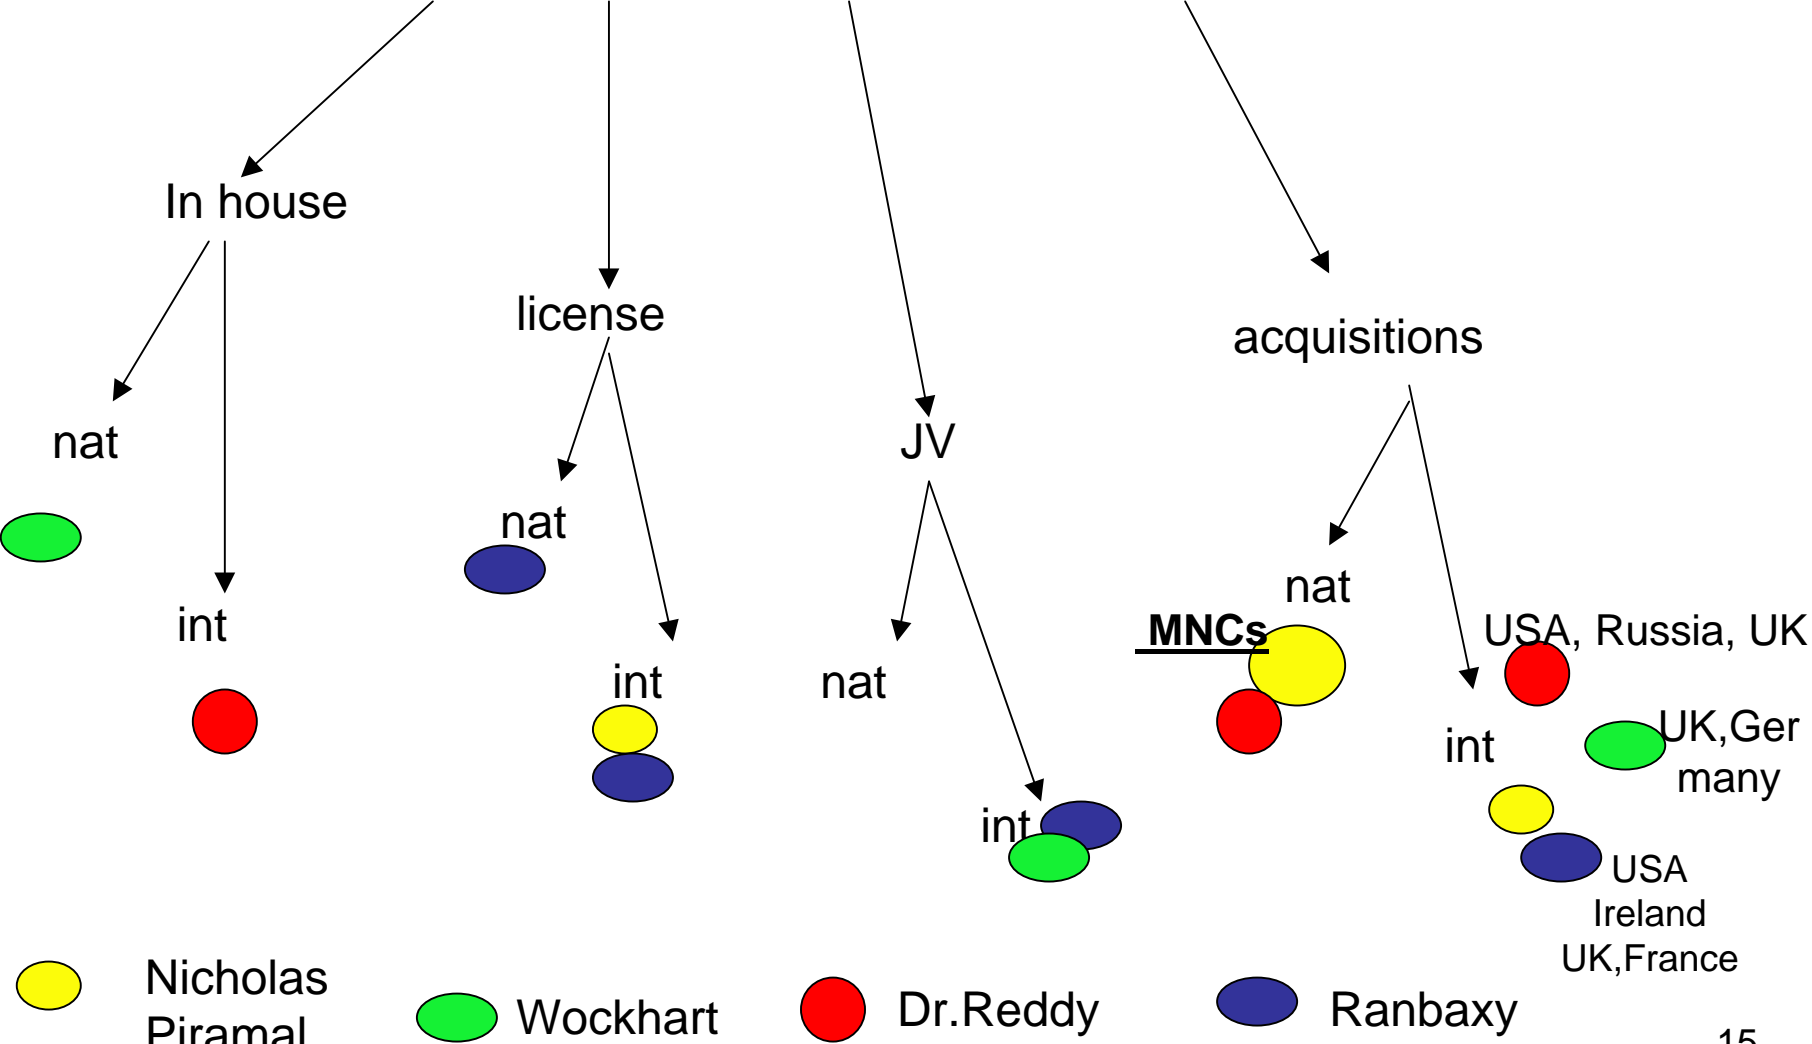 In house
license
acquisitions
nat
JV
nat
nat
int
MNCs
USA, Russia, UK
int
nat
UK,Ger
many
int
int
USA
Ireland
UK,France
Nicholas
Piramal
Wockhart
Dr.Reddy
Ranbaxy
15